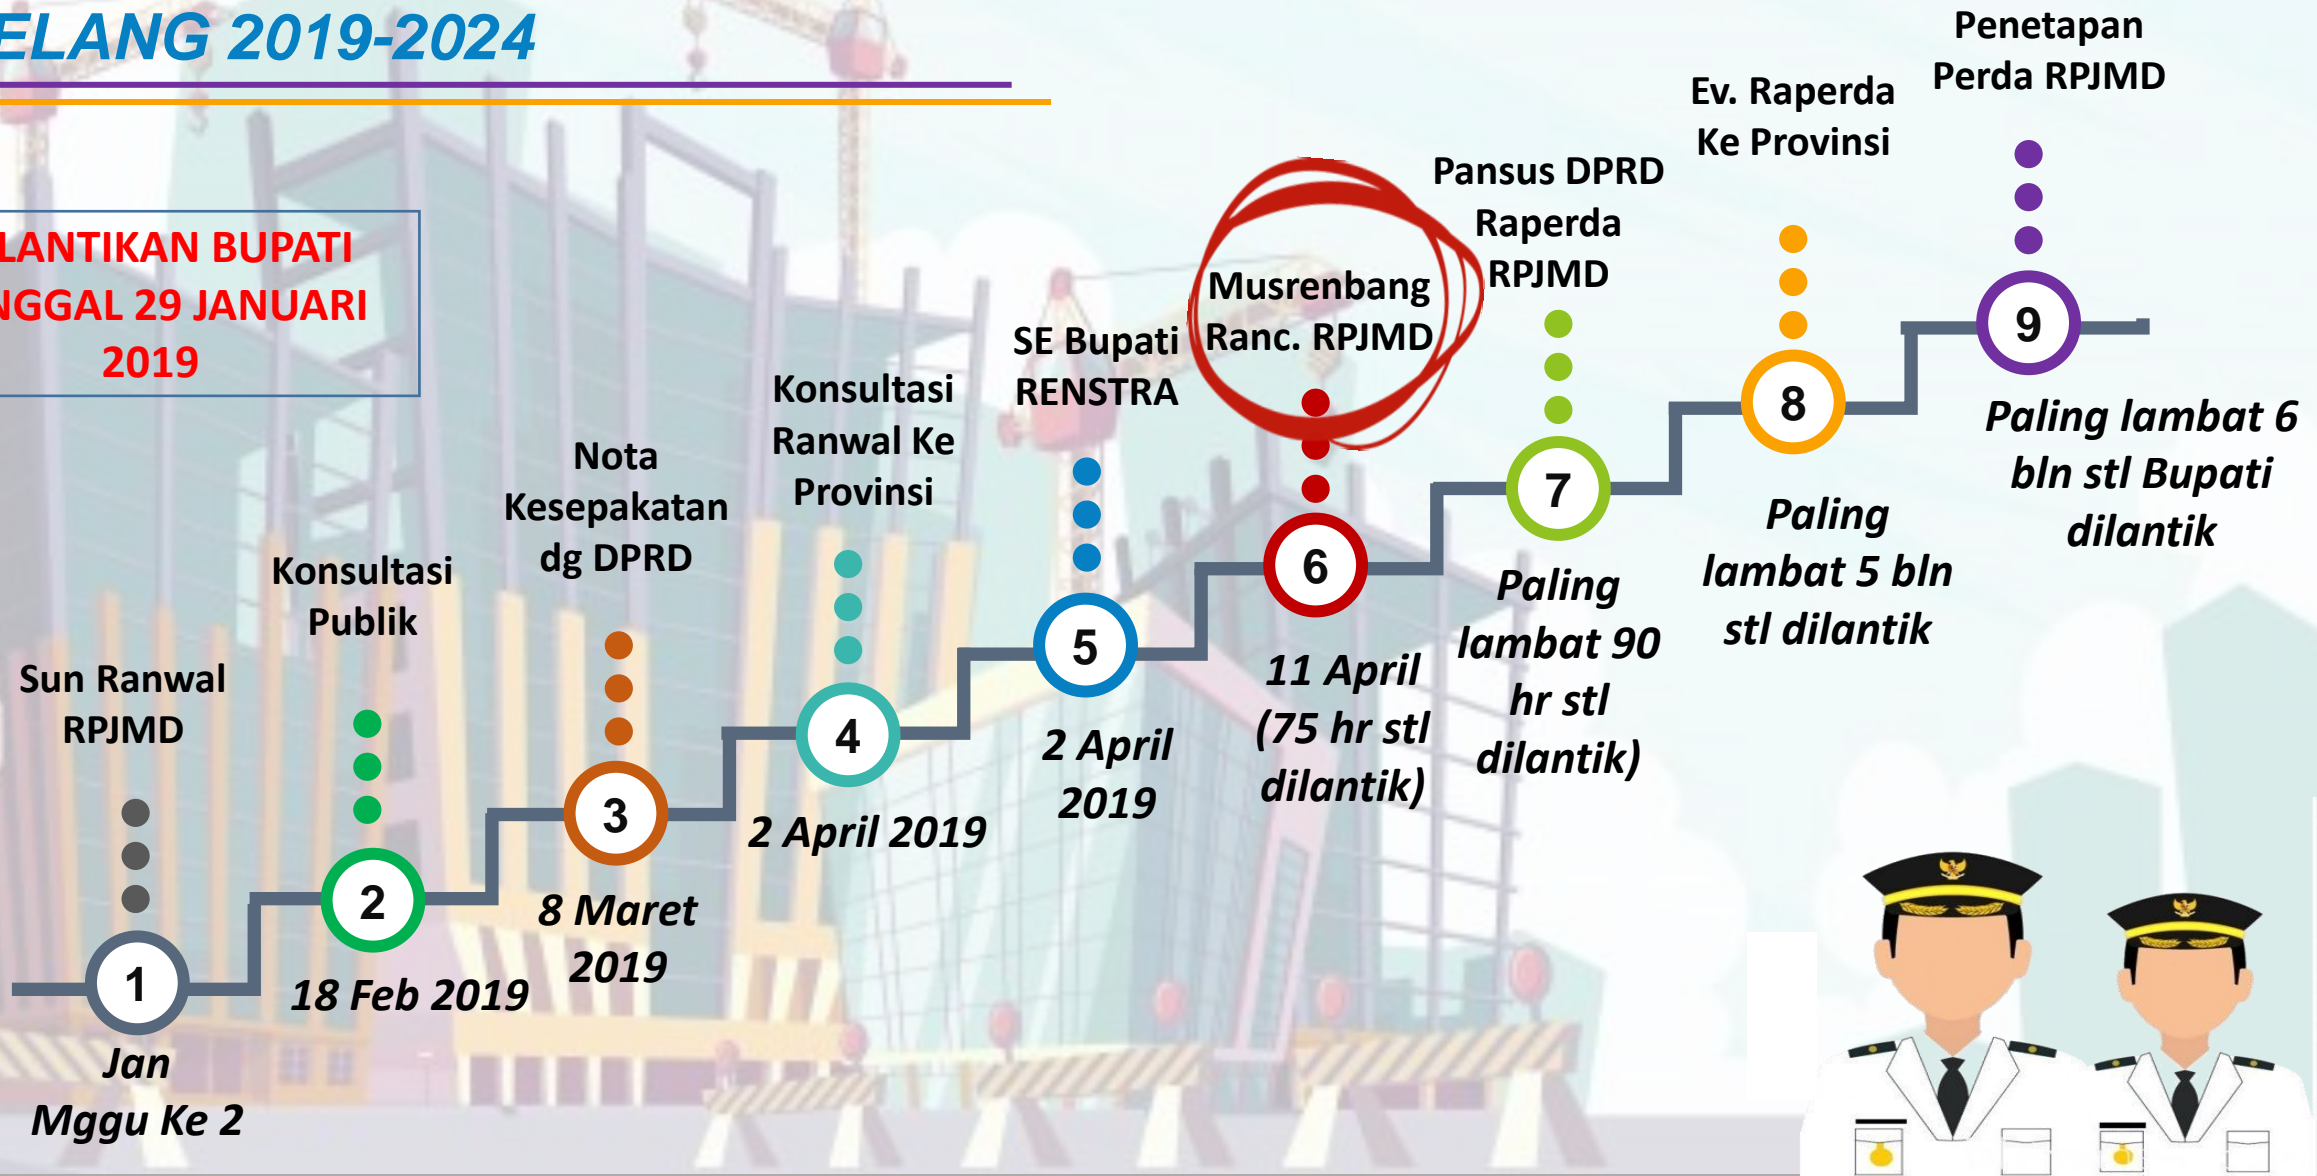 ELANG 2019-2024
LANTIKAN BUPATI
NGGAL 29 JANUARI
2019
Sun Ranwal
RPJMD
1
Jan
Mggu Ke 2
Konsultasi
Publik
2
18 Feb 2019
Nota
Kesepakatan
dg DPRD
3
8 Maret
2019
Konsultasi
Ranwal Ke
Provinsi
4
2 April 2019
SE Bupati
RENSTRA
5
2 April
2019
Musrenbang
Ranc. RPJMD
6
11 April
(75 hr stl
dilantik)
Pansus DPRD
Raperda
RPJMD
7
Paling
lambat 90
hr stl
dilantik)
Ev. Raperda
Ke Provinsi
8
Paling
lambat 5 bln
stl dilantik
Penetapan
Perda RPJMD
9
Paling lambat 6
bln stl Bupati
dilantik